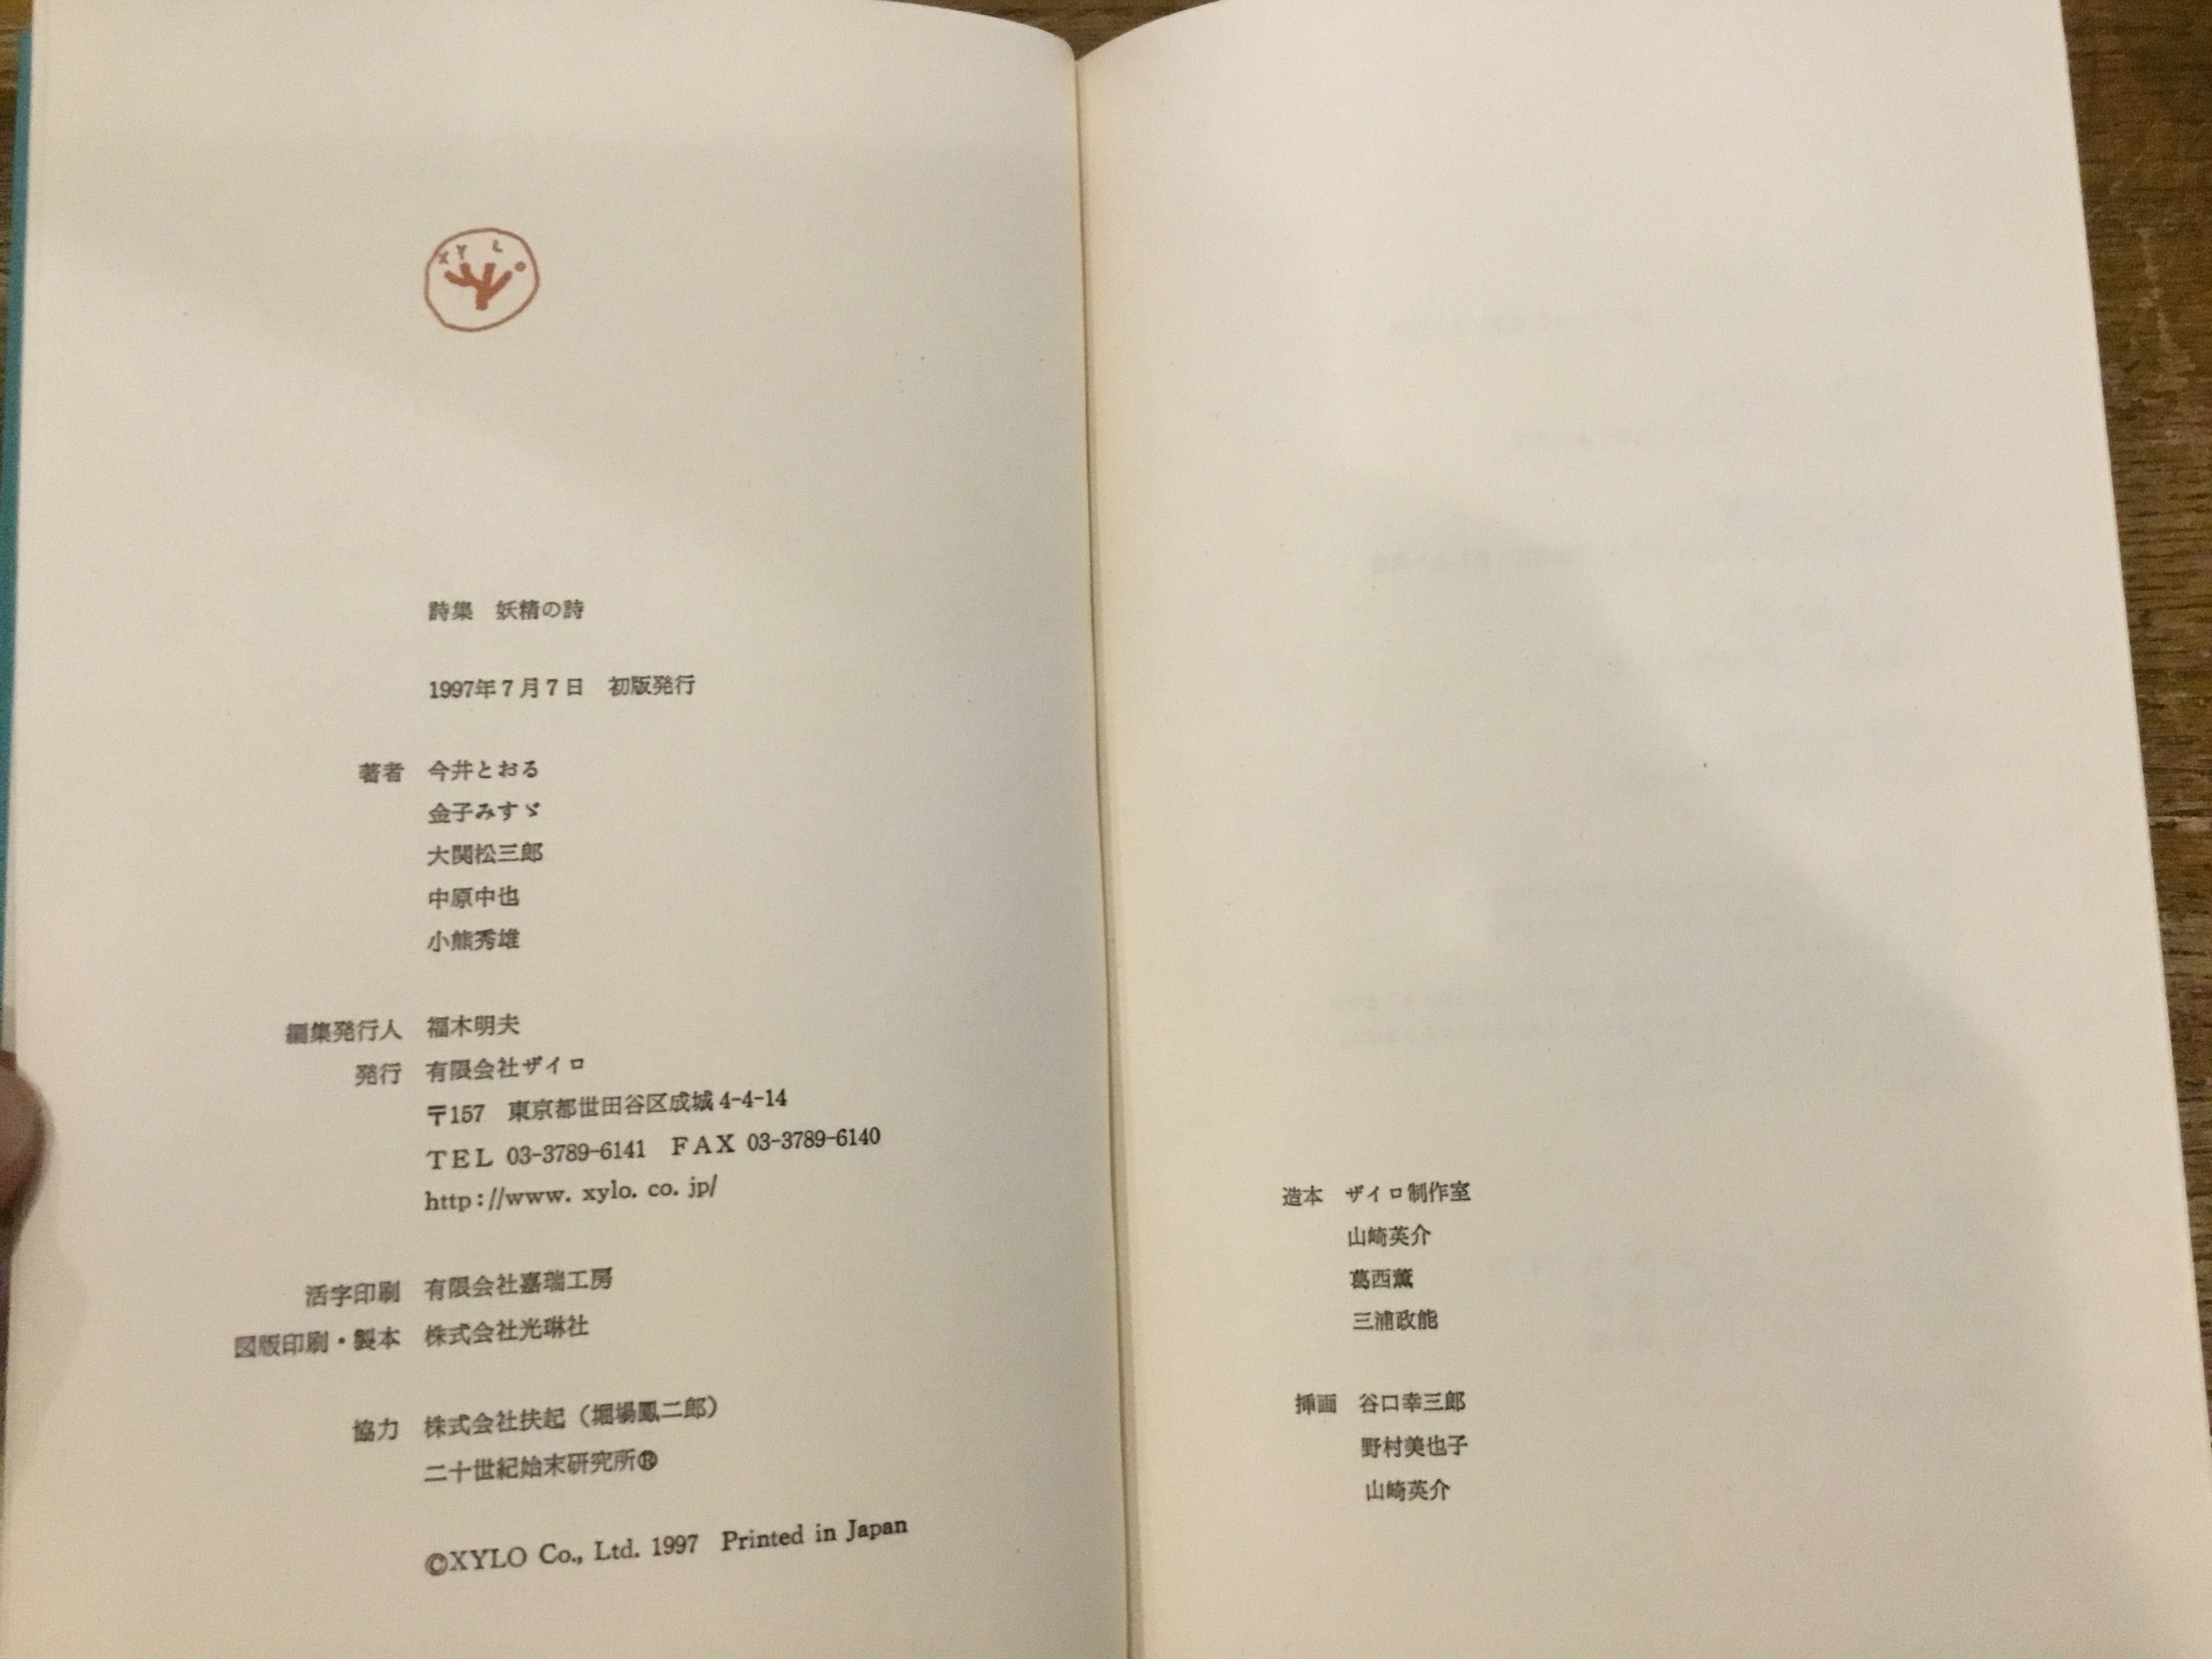 XYLO
詩集　妖精の詩
1997年7月7日　初版発行
著者　今井とおる
金子みすゞ
大関松三郎
中原中也
小熊秀雄
編集発行人　福木明夫
発行　有限会社ザイロ
〒157　東京都世田谷区成城 4-4-14
TEL 03-3789-6141　FAX 03-3789-6140
http://www. xylo. co. jp/
活字印刷　有限会社嘉瑞工房
図版印刷・製本　株式会社光琳社
協力　株式会社扶起（堀場鳳二郎）
二十世紀始末研究所®
©XYLO Co., Ltd. 1997　Printed in Japan
造本　ザイロ制作室
山崎英介
葛西薫
三浦政能
挿画　谷口幸三郎
野村美也子
山崎英介